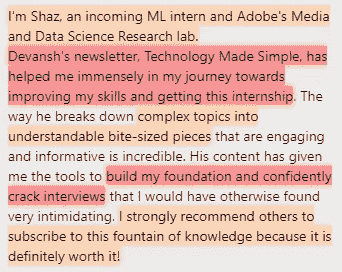 I'm Shaz, an incoming ML intern and Adobe's Media
and Data Science Research lab.
Devansh's newsletter, Technology Made Simple, has
helped me immensely in my journey towards
improving my skills and getting this internship. The
way he breaks down complex topics into
understandable bite-sized pieces that are engaging
and informative is incredible. His content has given
me the tools to build my foundation and confidently
crack interviews that I would have otherwise found
very intimidating. I strongly recommend others to
subscribe to this fountain of knowledge because it is
definitely worth it!